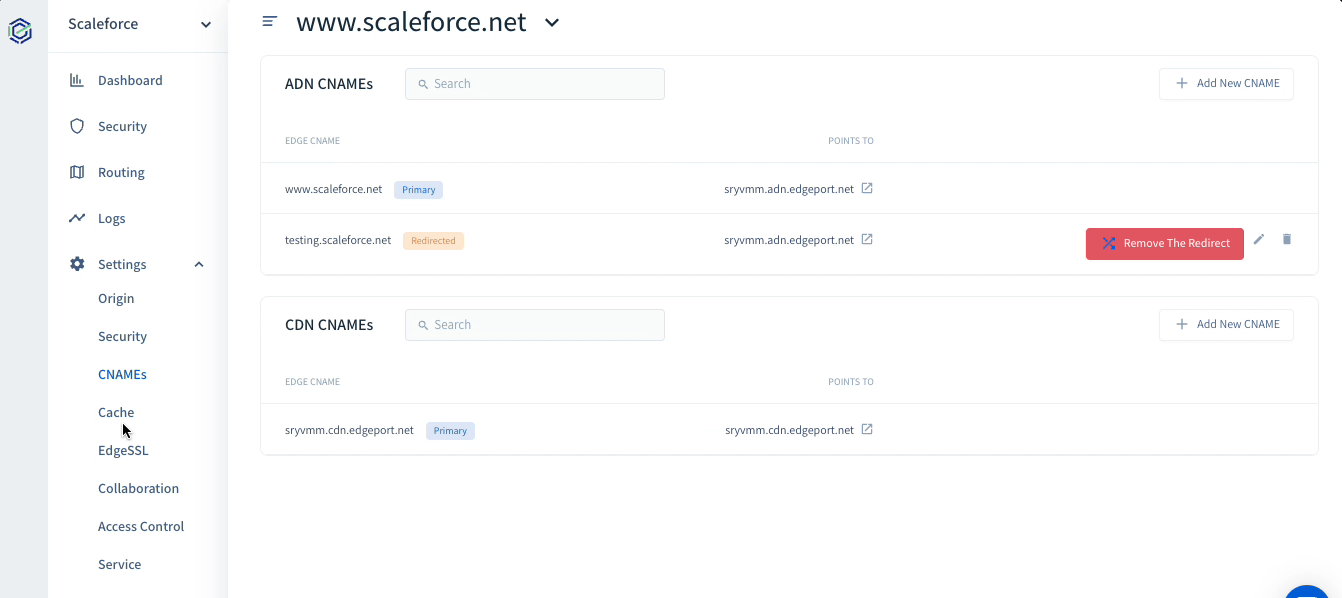 Scaleforce
Dashboard
Security
Routing
Logs
Settings
Origin
Security
CNAMEs
Cache
EdgeSSL
Collaboration
Access Control
Service
www.scaleforce.net
ADN CNAMEs
Search
Add New CNAME
EDGE CNAME POINTS TO
www.scaleforce.net Primary sryvmm.adn.edgeport.net
testing.scaleforce.net Redirected sryvmm.adn.edgeport.net Remove The Redirect
CDN CNAMEs
Search
Add New CNAME
EDGE CNAME POINTS TO
sryvmm.cdn.edgeport.net Primary sryvmm.cdn.edgeport.net